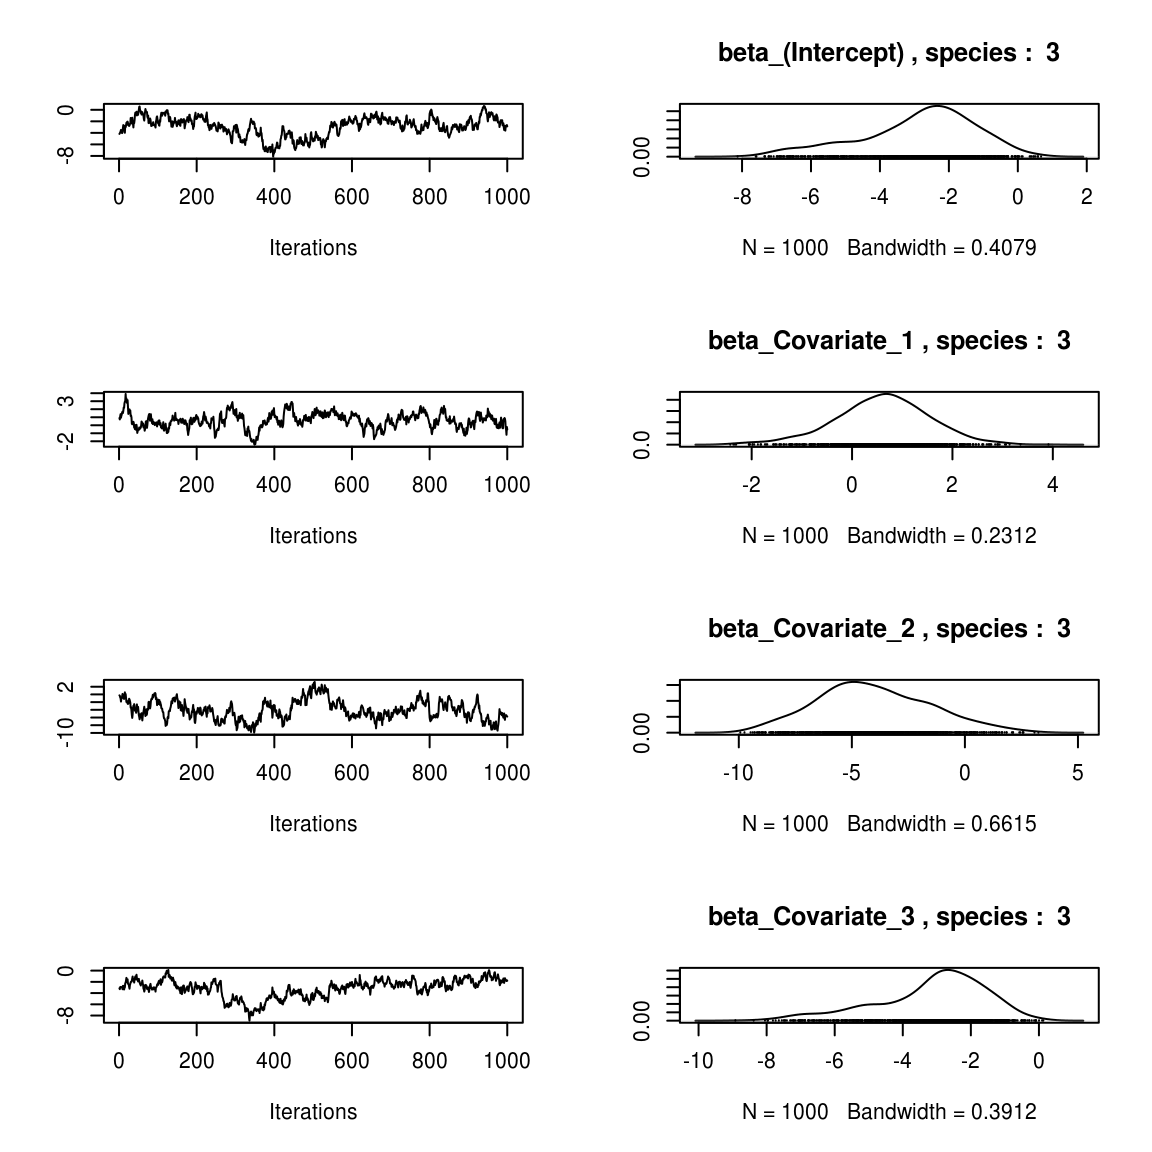 beta_(Intercept) , species :  3
0
-8
0 200 400 600 800 1000
Iterations
0.00
-8 -6 -4 -2 0 2
N = 1000   Bandwidth = 0.4079
beta_Covariate_1 , species :  3
3
-2
0 200 400 600 800 1000
Iterations
0.0
-2 0 2 4
N = 1000   Bandwidth = 0.2312
beta_Covariate_2 , species :  3
2
-10
0 200 400 600 800 1000
Iterations
0.00
-10 -5 0 5
N = 1000   Bandwidth = 0.6615
beta_Covariate_3 , species :  3
0
-8
0 200 400 600 800 1000
Iterations
0.00
-10 -8 -6 -4 -2 0
N = 1000   Bandwidth = 0.3912